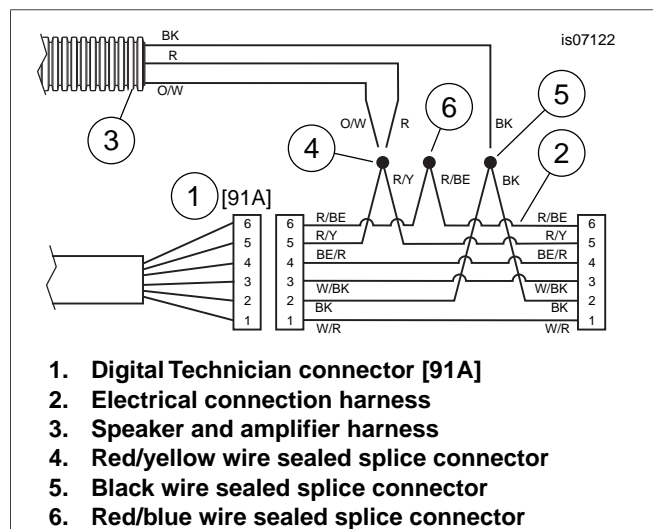 BK
is07122
R
O/W
3
O/W
R
6
BK
5
4
2
R/Y
R/BE
BK
1
[91A]
6
5
4
3
2
1
6
5
4
3
2
1
R/BE
R/Y
BE/R
W/BK
BK
W/R
R/BE
R/Y
BE/R
W/BK
BK
W/R
6
5
4
3
2
1
1. Digital Technician connector [91A]
2. Electrical connection harness
3. Speaker and amplifier harness
4. Red/yellow wire sealed splice connector
5. Black wire sealed splice connector
6. Red/blue wire sealed splice connector